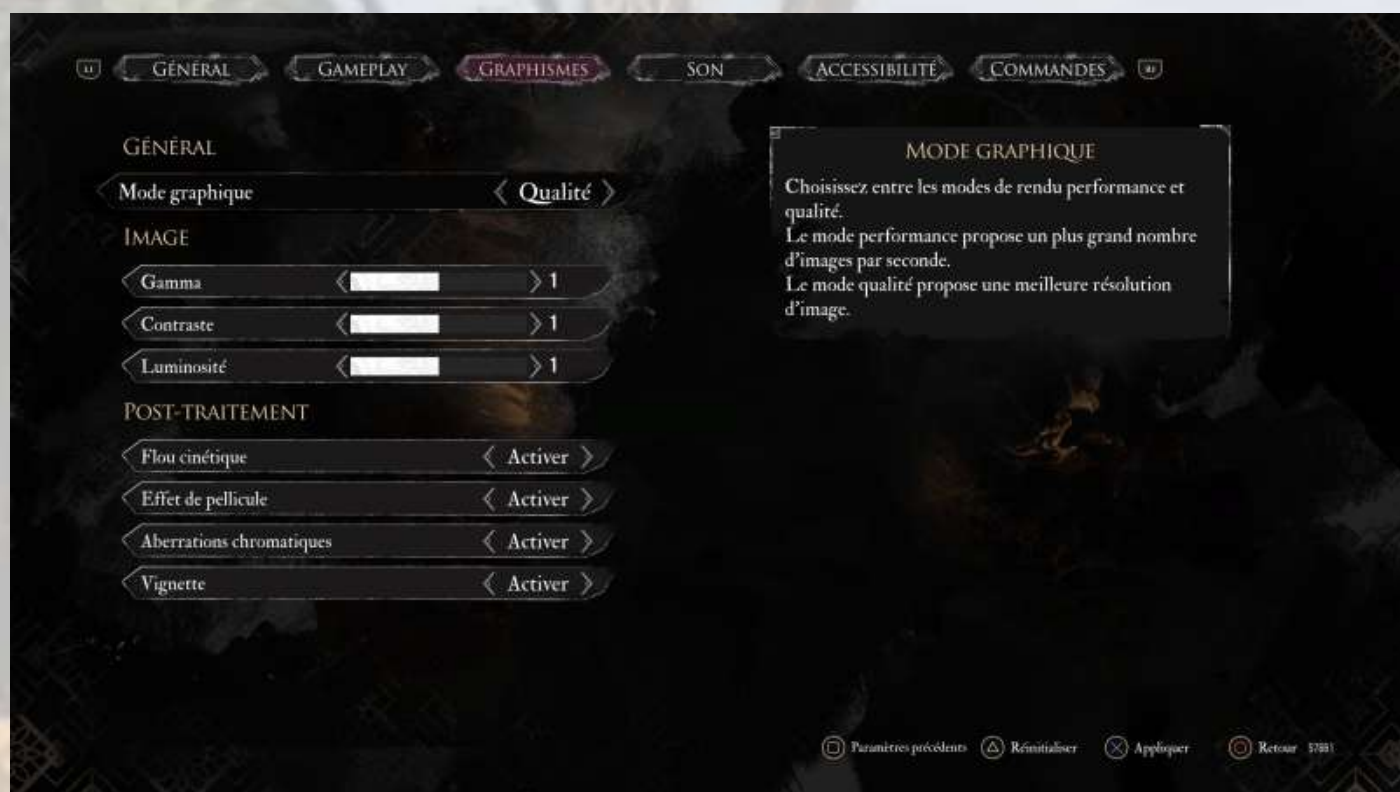 L1 GÉNÉRAL GAMEPLAY GRAPHISMES SON ACCESSIBILITÉ COMMANDES R1
GÉNÉRAL
Mode graphique Qualité
IMAGE
Gamma 1
Contraste 1
Luminosité 1
POST-TRAITEMENT
Flou cinétique Activer
Effet de pellicule Activer
Aberrations chromatiques Activer
Vignette Activer
MODE GRAPHIQUE
Choisissez entre les modes de rendu performance et
qualité.
Le mode performance propose un plus grand nombre
d'images par seconde.
Le mode qualité propose une meilleure résolution
d'image.
Paramètres précédents Réinitialiser Appliquer Retour 57661